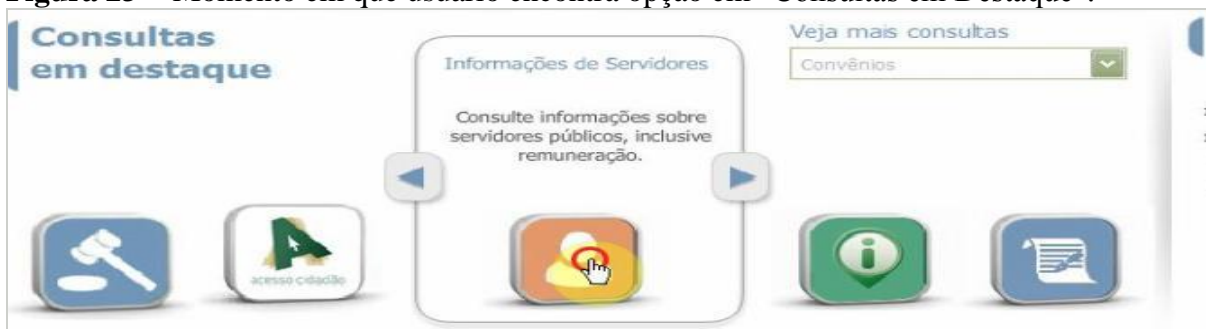 Consultas
em destaque
Informações de Servidores
Consulte informações sobre
servidores públicos, inclusive
remuneração.
Veja mais consultas
Convênios
acesso cidadão